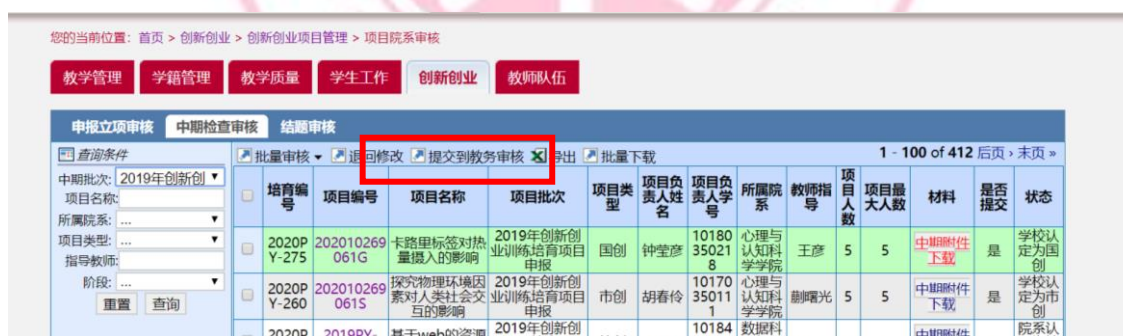 您的当前位置：首页 > 创新创业 > 创新创业项目管理 > 项目院系审核
教学管理 学籍管理 教学质量 学生工作 创新创业 教师队伍
申报立项审核 中期检查审核 结题审核
查询条件
中期批次: 2019年创新创
项目名称:
所属院系: ...
项目类型: ...
指导教师:
阶段: ...
重置 查询
批量审核 退回修改 提交到教务审核 导出 批量下载 1 - 100 of 412 后页 › 末页 »
培育编号 项目编号 项目名称 项目批次 项目类型 项目负责人姓名 项目负责人学号 所属院系 教师指导 项目人数 项目最大人数 材料 是否提交 状态
2020PY-275 202010269061G 卡路里标签对热量摄入的影响 2019年创新创业训练培育项目申报 国创 钟莹彦 10180350218 心理与认知科学学院 王彦 5 5 中期附件下载 是 学校认定为国创
2020PY-260 202010269061S 探究物理环境因素对人类社会交互的影响 2019年创新创业训练培育项目申报 市创 胡春伶 10170350111 心理与认知科学学院 蒯曙光 5 5 中期附件下载 是 学校认定为市创
2020P 2019PY- 基于web的资源 2019年创新创 10184 数据科 中期附件 院系认